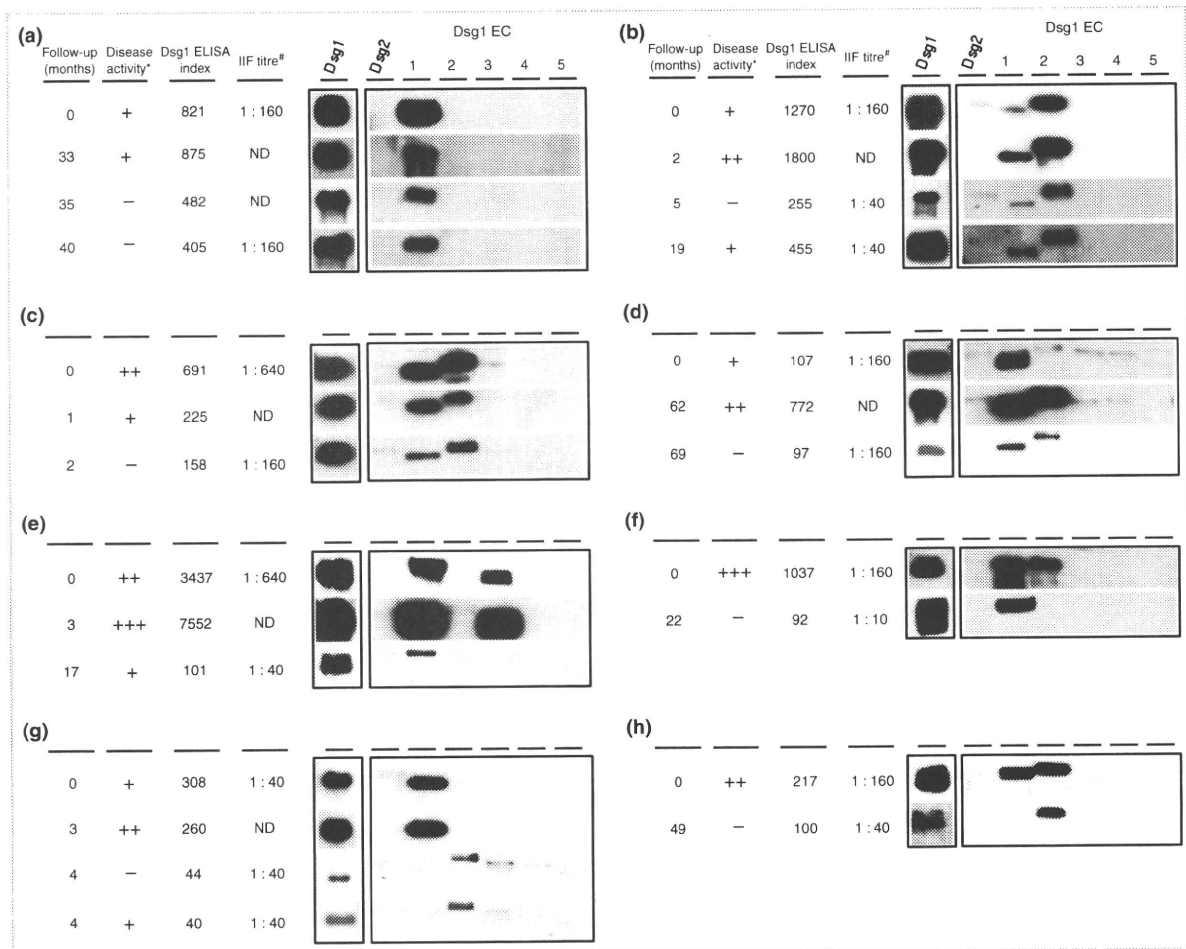 (a)
Follow-up (months) Disease activity* Dsg1 ELISA index IIF titre# Dsg1 Dsg2 Dsg1 EC 1 2 3 4 5
0 + 821 1 : 160
33 + 875 ND
35 − 482 ND
40 − 405 1 : 160
(b)
Follow-up (months) Disease activity* Dsg1 ELISA index IIF titre# Dsg1 Dsg2 Dsg1 EC 1 2 3 4 5
0 + 1270 1 : 160
2 ++ 1800 ND
5 − 255 1 : 40
19 + 455 1 : 40
(c)
0 ++ 691 1 : 640
1 + 225 ND
2 − 158 1 : 160
(d)
0 + 107 1 : 160
62 ++ 772 ND
69 − 97 1 : 160
(e)
0 ++ 3437 1 : 640
3 +++ 7552 ND
17 + 101 1 : 40
(f)
0 +++ 1037 1 : 160
22 − 92 1 : 10
(g)
0 + 308 1 : 40
3 ++ 260 ND
4 − 44 1 : 40
4 + 40 1 : 40
(h)
0 ++ 217 1 : 160
49 − 100 1 : 40